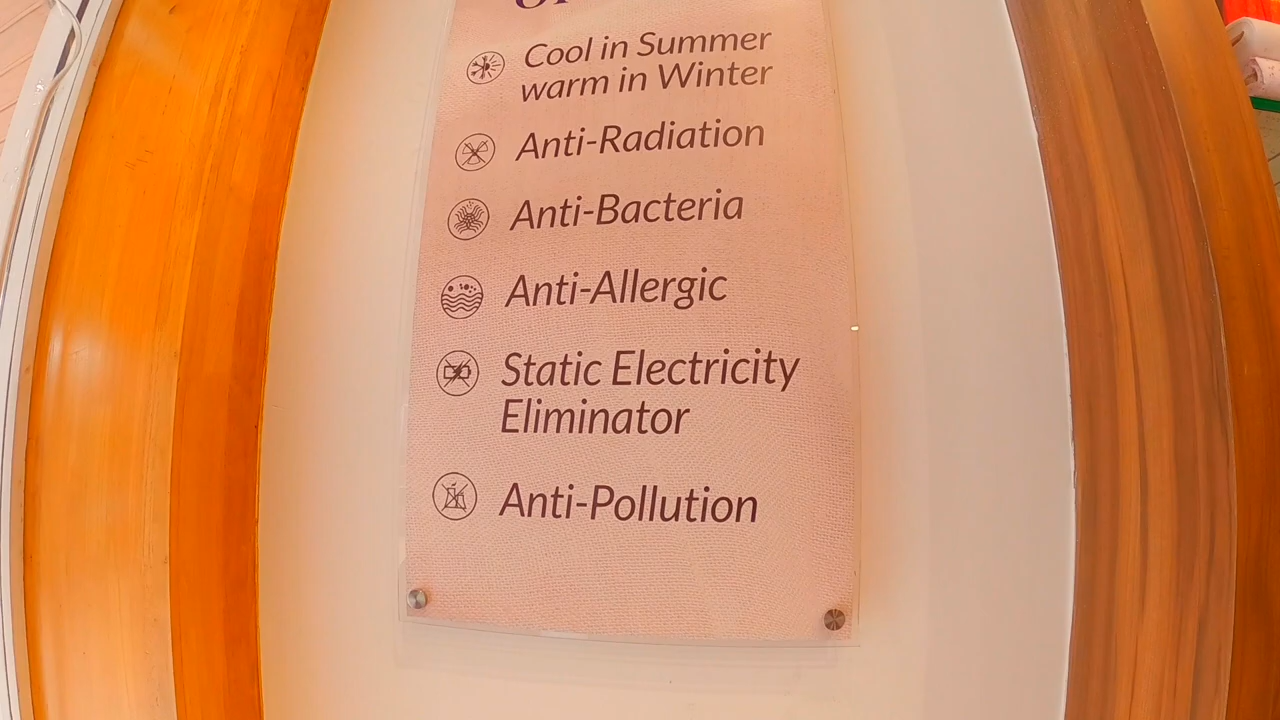 Cool in Summer
warm in Winter
Anti-Radiation
Anti-Bacteria
Anti-Allergic
Static Electricity
Eliminator
Anti-Pollution